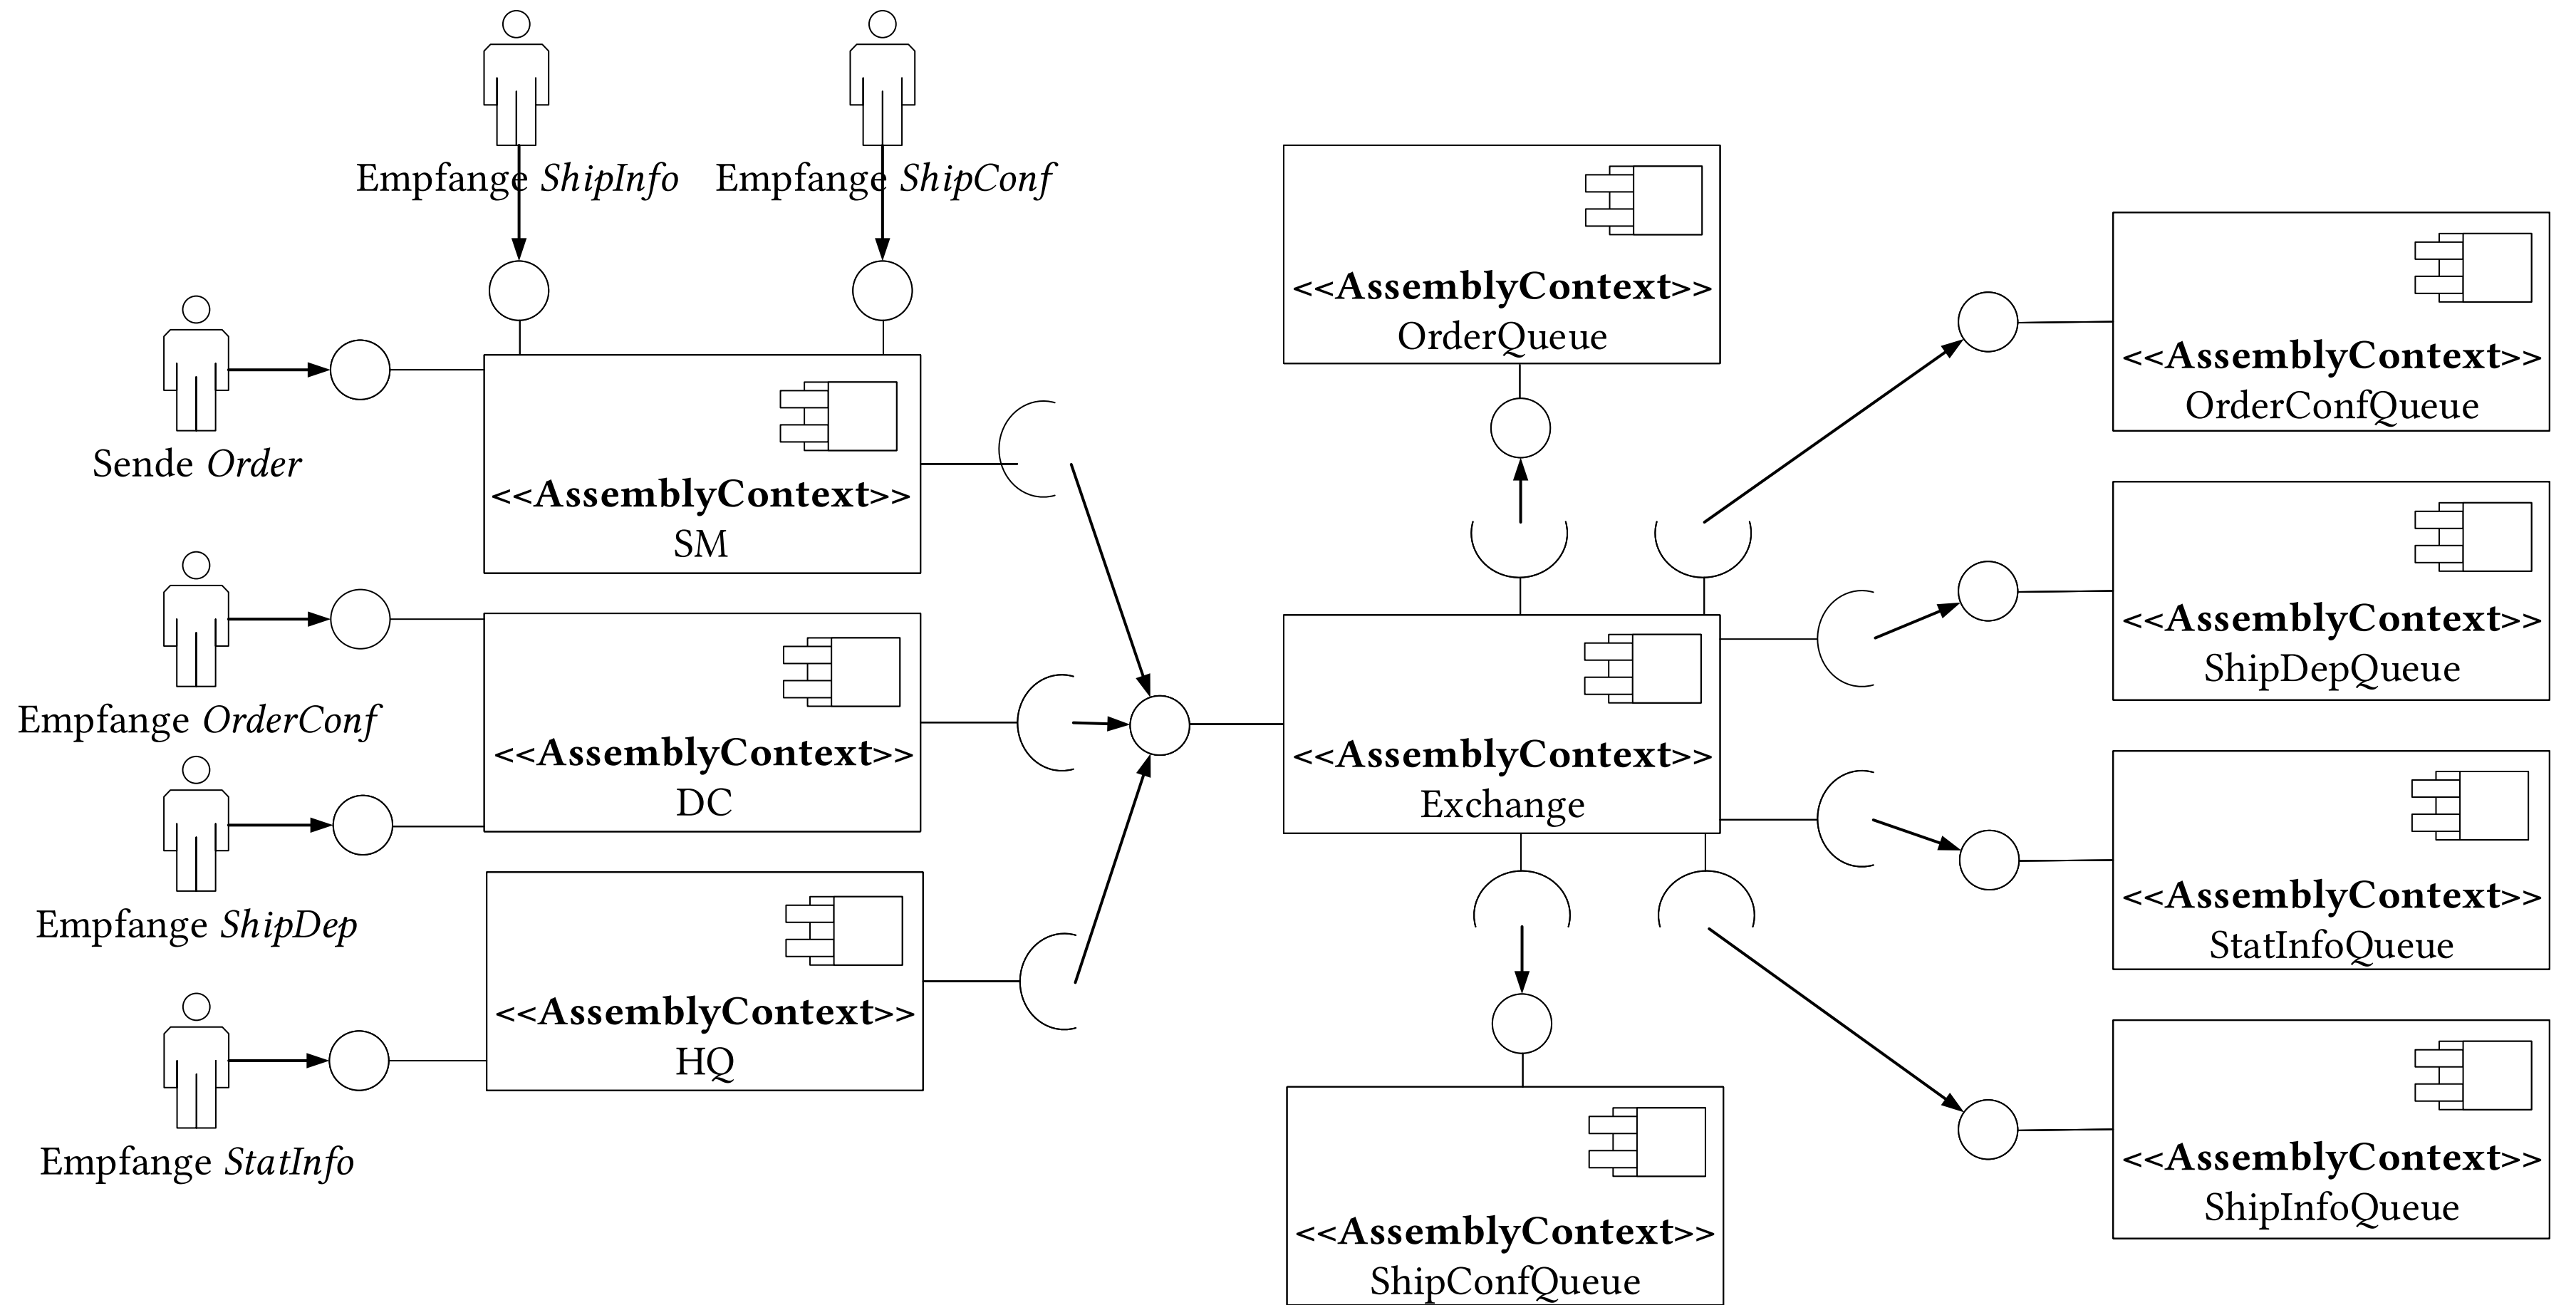 Empfange ShipInfo
Empfange ShipConf
Sende Order
<<AssemblyContext>>
SM
Empfange OrderConf
<<AssemblyContext>>
DC
Empfange ShipDep
<<AssemblyContext>>
HQ
Empfange StatInfo
<<AssemblyContext>>
OrderQueue
<<AssemblyContext>>
Exchange
<<AssemblyContext>>
ShipConfQueue
<<AssemblyContext>>
OrderConfQueue
<<AssemblyContext>>
ShipDepQueue
<<AssemblyContext>>
StatInfoQueue
<<AssemblyContext>>
ShipInfoQueue